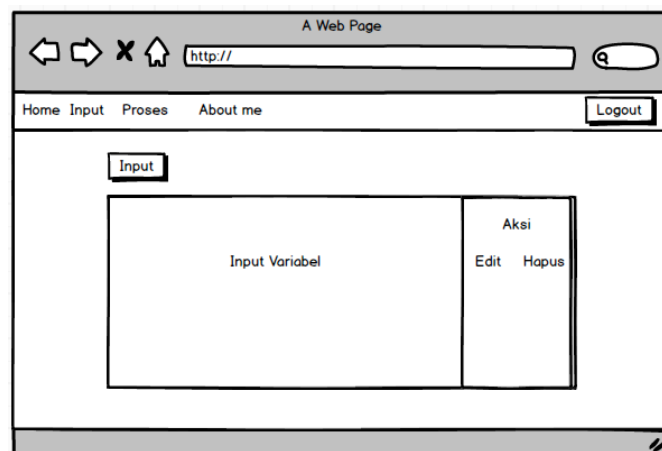 A Web Page
http://
Home Input Proses About me Logout
Input
Aksi
Input Variabel Edit Hapus